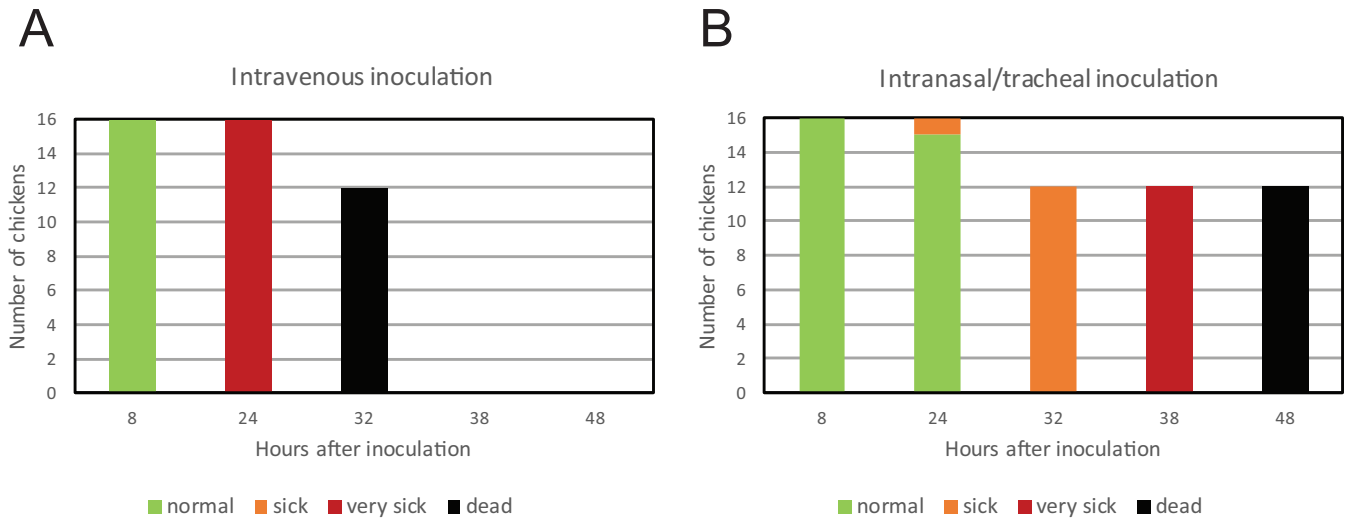 A
Intravenous inoculation
Number of chickens
16
14
12
10
8
6
4
2
0
8 24 32 38 48
Hours after inoculation
normal sick very sick dead
B
Intranasal/tracheal inoculation
Number of chickens
16
14
12
10
8
6
4
2
0
8 24 32 38 48
Hours after inoculation
normal sick very sick dead